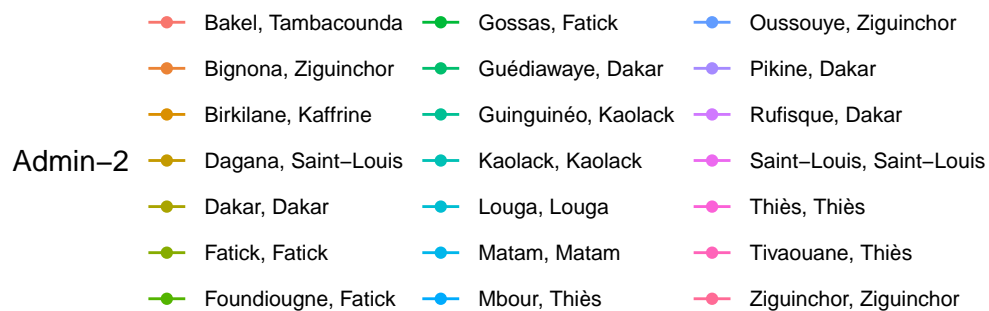 Admin−2
Bakel, Tambacounda
Bignona, Ziguinchor
Birkilane, Kaffrine
Dagana, Saint−Louis
Dakar, Dakar
Fatick, Fatick
Foundiougne, Fatick
Gossas, Fatick
Guédiawaye, Dakar
Guinguinéo, Kaolack
Kaolack, Kaolack
Louga, Louga
Matam, Matam
Mbour, Thiès
Oussouye, Ziguinchor
Pikine, Dakar
Rufisque, Dakar
Saint−Louis, Saint−Louis
Thiès, Thiès
Tivaouane, Thiès
Ziguinchor, Ziguinchor